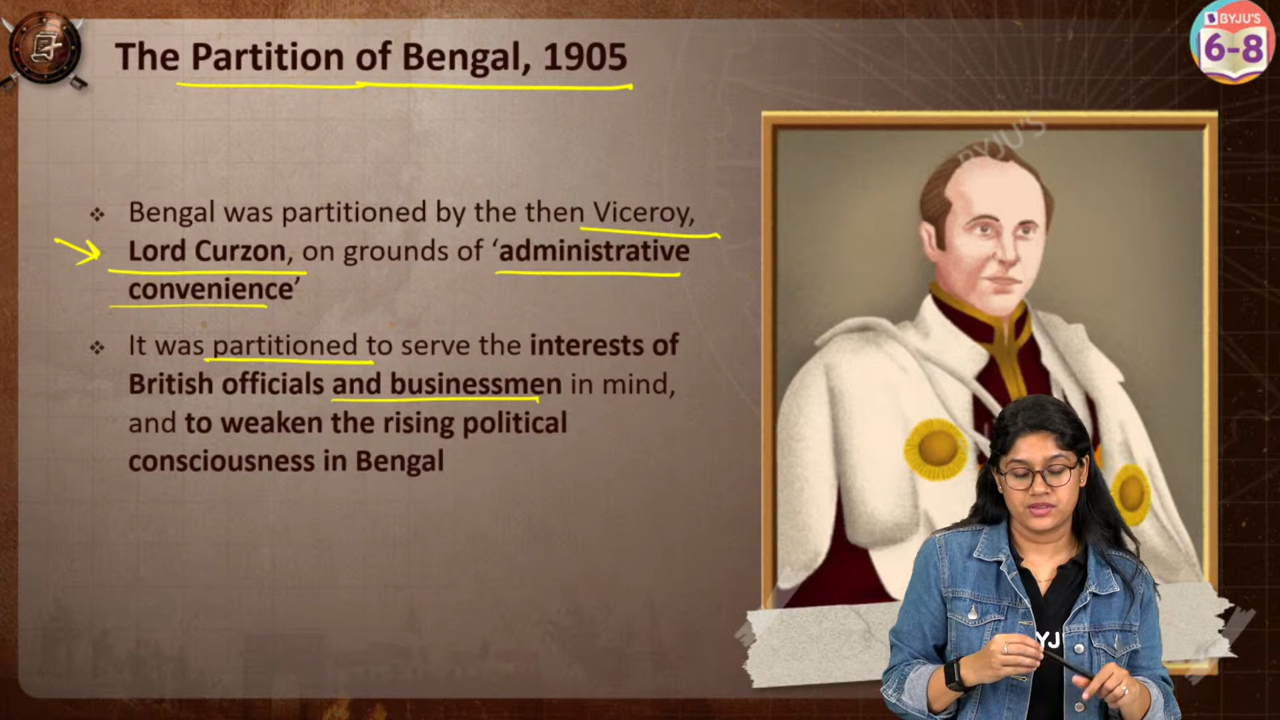 The Partition of Bengal, 1905
BYJU'S
6-8
BYJU'S
❖ Bengal was partitioned by the then Viceroy,
Lord Curzon, on grounds of ‘administrative
convenience’
❖ It was partitioned to serve the interests of
British officials and businessmen in mind,
and to weaken the rising political
consciousness in Bengal
YJU